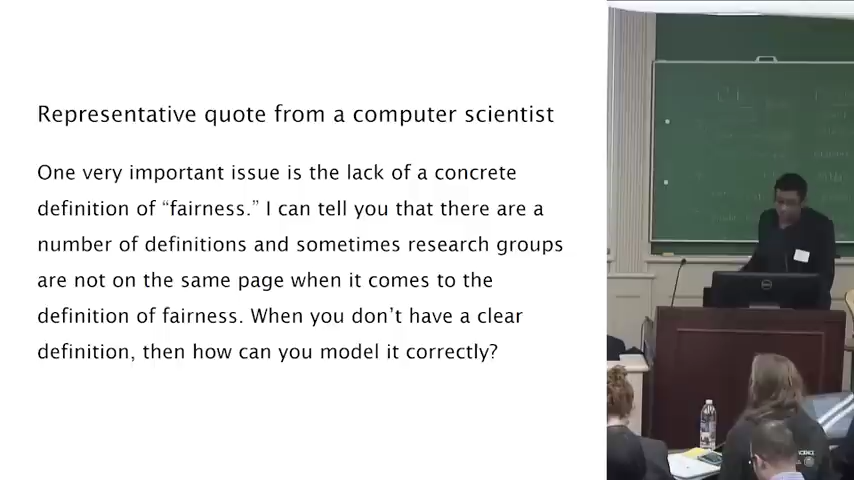 Representative quote from a computer scientist
One very important issue is the lack of a concrete
definition of “fairness.” I can tell you that there are a
number of definitions and sometimes research groups
are not on the same page when it comes to the
definition of fairness. When you don’t have a clear
definition, then how can you model it correctly?